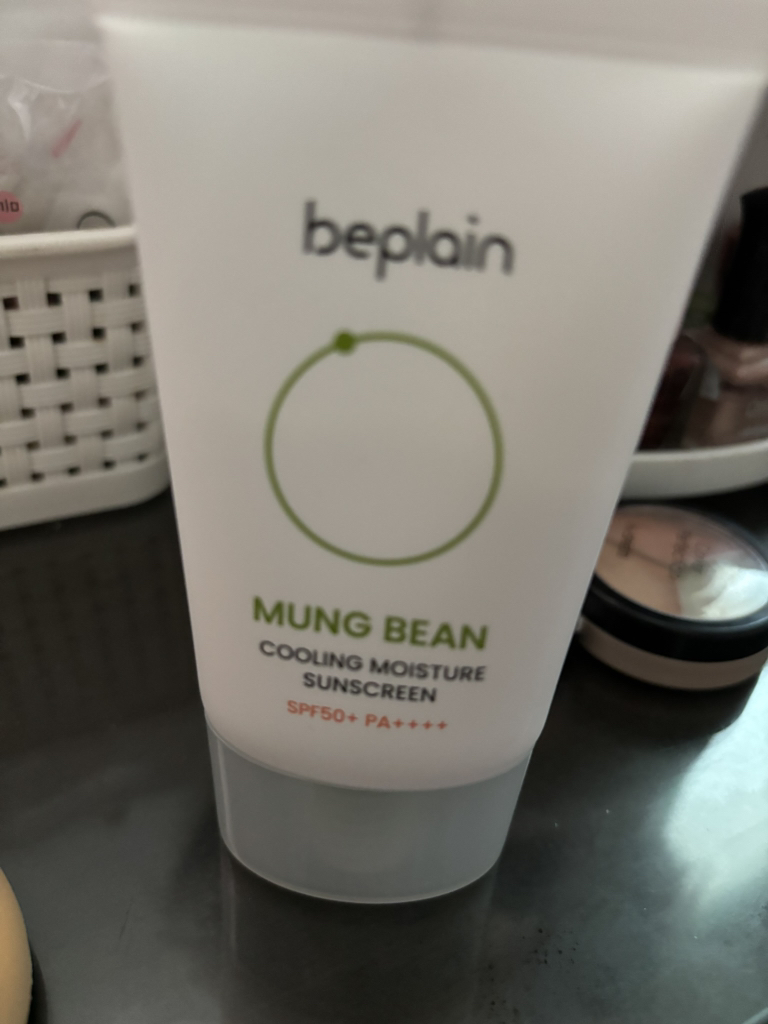 beplain
MUNG BEAN
COOLING MOISTURE
SUNSCREEN
SPF50+ PA++++